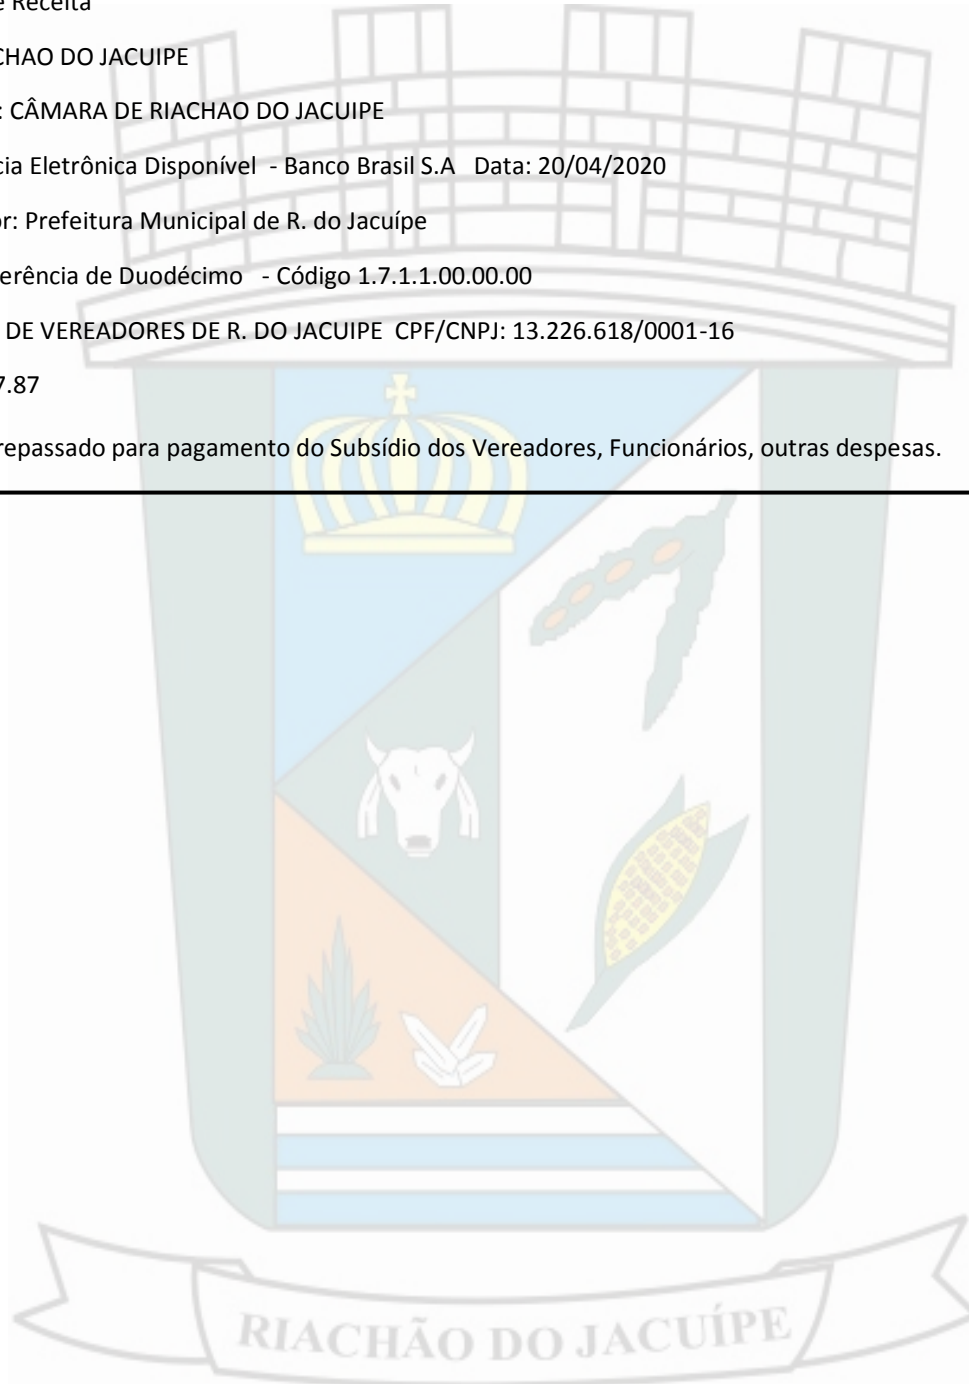 e Receita
CHAO DO JACUIPE
: CÂMARA DE RIACHAO DO JACUIPE
cia Eletrônica Disponível - Banco Brasil S.A Data: 20/04/2020
or: Prefeitura Municipal de R. do Jacuípe
ferência de Duodécimo - Código 1.7.1.1.00.00.00
DE VEREADORES DE R. DO JACUIPE CPF/CNPJ: 13.226.618/0001-16
7.87
repassado para pagamento do Subsídio dos Vereadores, Funcionários, outras despesas.
RIACHÃO DO JACUÍPE